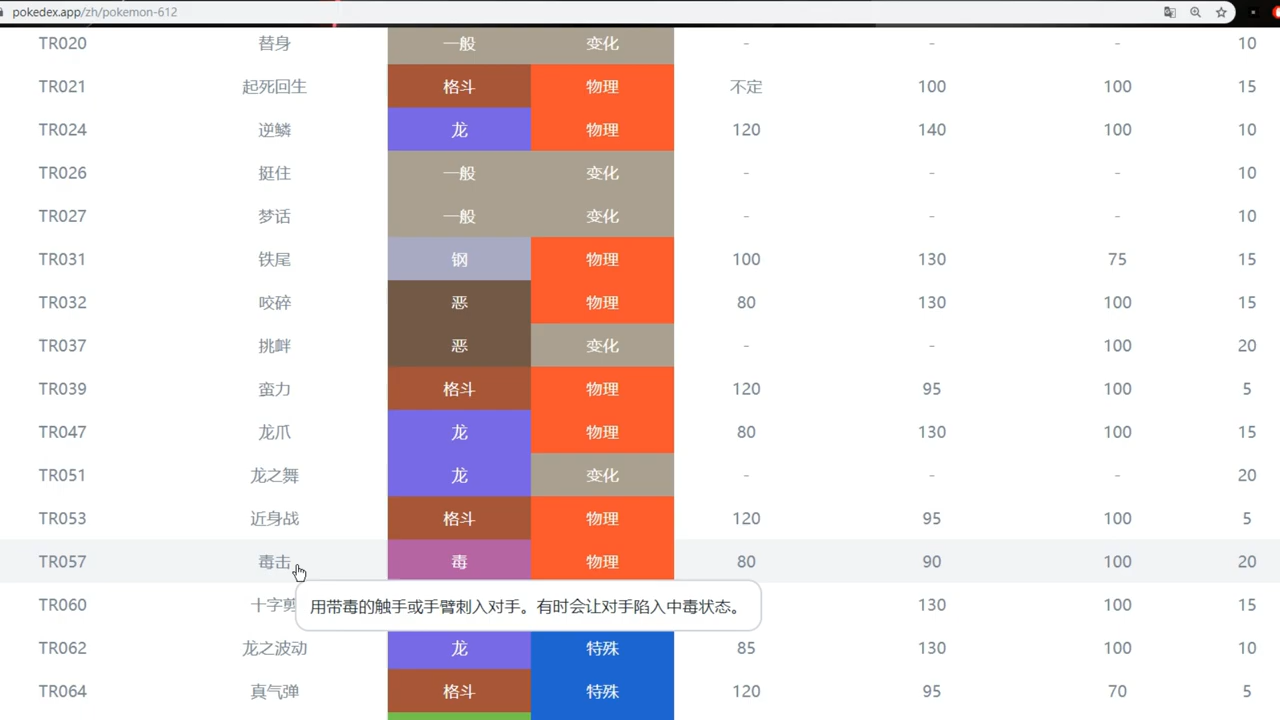 pokedex.app/zh/pokemon-612
TR020 替身 一般 变化 - - - 10
TR021 起死回生 格斗 物理 不定 100 100 15
TR024 逆鳞 龙 物理 120 140 100 10
TR026 挺住 一般 变化 - - - 10
TR027 梦话 一般 变化 - - - 10
TR031 铁尾 钢 物理 100 130 75 15
TR032 咬碎 恶 物理 80 130 100 15
TR037 挑衅 恶 变化 - - 100 20
TR039 蛮力 格斗 物理 120 95 100 5
TR047 龙爪 龙 物理 80 130 100 15
TR051 龙之舞 龙 变化 - - - 20
TR053 近身战 格斗 物理 120 95 100 5
TR057 毒击 毒 物理 80 90 100 20
TR060 十字剪 130 100 15
用带毒的触手或手臂刺入对手。有时会让对手陷入中毒状态。
TR062 龙之波动 龙 特殊 85 130 100 10
TR064 真气弹 格斗 特殊 120 95 70 5